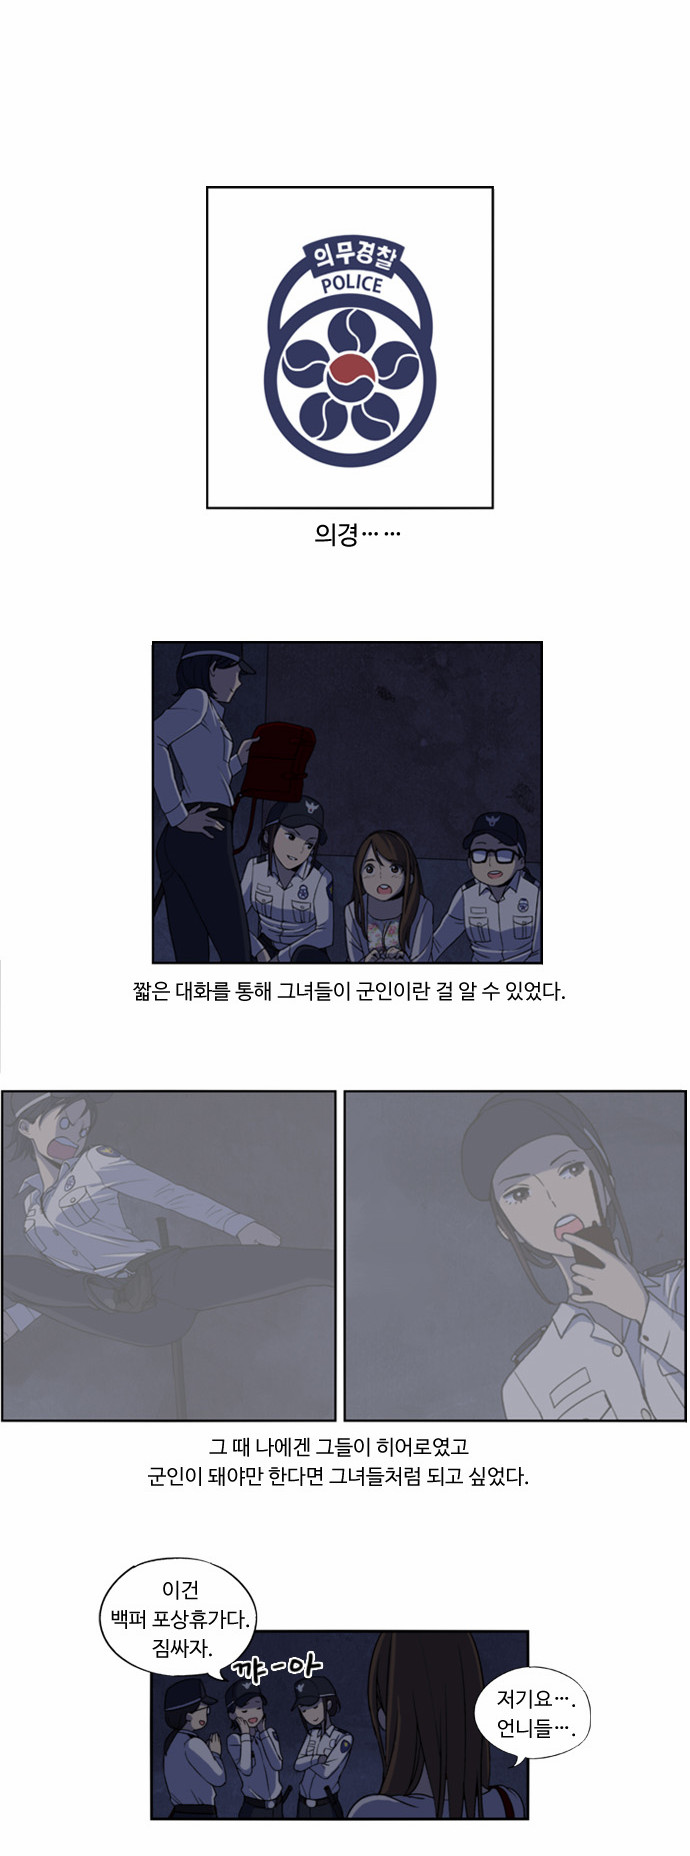 의무경찰
POLICE
의경……
짧은 대화를 통해 그녀들이 군인이란 걸 알 수 있었다.
그 때 나에겐 그들이 히어로였고
군인이 돼야만 한다면 그녀들처럼 되고 싶었다.
이건
백퍼 포상휴가다.
짐싸자.
꺄-아
저기요….
언니들….